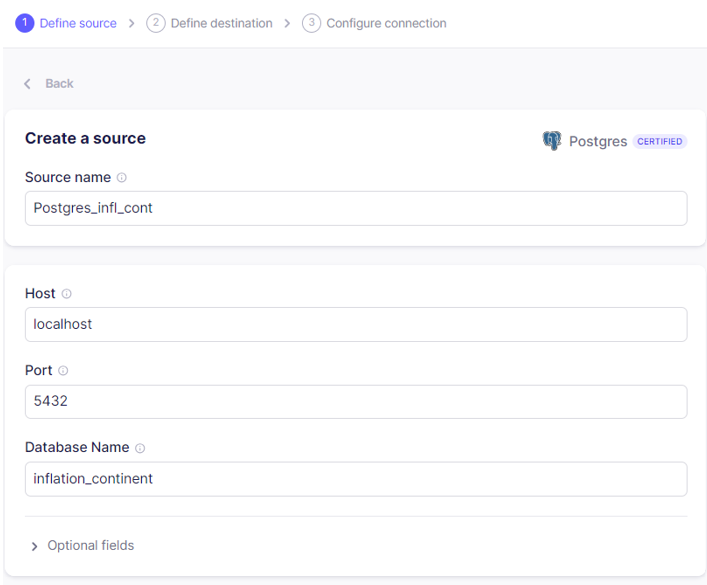 1 Define source > 2 Define destination > 3 Configure connection
Back
Create a source
Postgres CERTIFIED
Source name
Postgres_infl_cont
Host
localhost
Port
5432
Database Name
inflation_continent
Optional fields